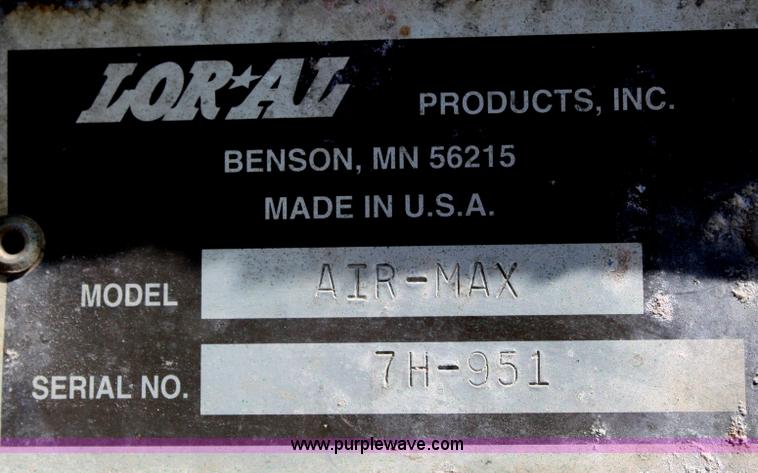 LOR★AL PRODUCTS, INC.
BENSON, MN 56215
MADE IN U.S.A.
MODEL AIR-MAX
SERIAL NO. 7H-951
www.purplewave.com